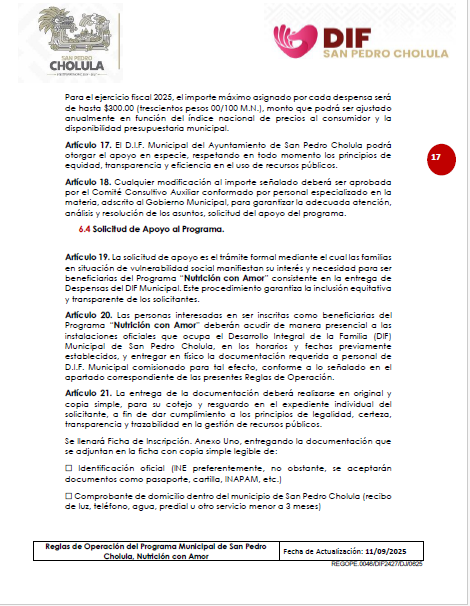 SAN PEDRO
CHOLULA
DIF
SAN PEDRO CHOLULA
Para el ejercicio fiscal 2025, el importe máximo asignado por cada despensa será
de hasta $300.00 (trescientos pesos 00/100 M.N.), monto que podrá ser ajustado
anualmente en función del índice nacional de precios al consumidor y la
disponibilidad presupuestaria municipal.
Artículo 17. El D.I.F. Municipal del Ayuntamiento de San Pedro Cholula podrá
otorgar el apoyo en especie, respetando en todo momento los principios de
equidad, transparencia y eficiencia en el uso de recursos públicos.
17
Artículo 18. Cualquier modificación al importe señalado deberá ser aprobada
por el Comité Consultivo Auxiliar conformado por personal especializado en la
materia, adscrito al Gobierno Municipal, para garantizar la adecuada atención,
análisis y resolución de los asuntos, solicitud del apoyo del programa.
6.4 Solicitud de Apoyo al Programa.
Artículo 19. La solicitud de apoyo es el trámite formal mediante el cual las familias
en situación de vulnerabilidad social manifiestan su interés y necesidad para ser
beneficiarias del Programa “Nutrición con Amor” consistente en la entrega de
Despensas del DIF Municipal. Este procedimiento garantiza la inclusión equitativa
y transparente de los solicitantes.
Artículo 20. Las personas interesadas en ser inscritas como beneficiarias del
Programa “Nutrición con Amor” deberán acudir de manera presencial a las
instalaciones oficiales que ocupa el Desarrollo Integral de la Familia (DIF)
Municipal de San Pedro Cholula, en los horarios y fechas previamente
establecidos, y entregar en físico la documentación requerida a personal de
D.I.F. Municipal comisionado para tal efecto, conforme a lo señalado en el
apartado correspondiente de las presentes Reglas de Operación.
Artículo 21. La entrega de la documentación deberá realizarse en original y
copia simple, para su cotejo y resguardo en el expediente individual del
solicitante, a fin de dar cumplimiento a los principios de legalidad, certeza,
transparencia y trazabilidad en la gestión de recursos públicos.
Se llenará Ficha de Inscripción. Anexo Uno, entregando la documentación que
se adjuntan en la ficha con copia simple legible de:
☐ Identificación oficial (INE preferentemente, no obstante, se aceptarán
documentos como pasaporte, cartilla, INAPAM, etc.)
☐ Comprobante de domicilio dentro del municipio de San Pedro Cholula (recibo
de luz, teléfono, agua, predial u otro servicio menor a 3 meses)
Reglas de Operación del Programa Municipal de San Pedro
Cholula, Nutrición con Amor
Fecha de Actualización: 11/09/2025
REGOPE.0046/DIF2427/DJ/0625